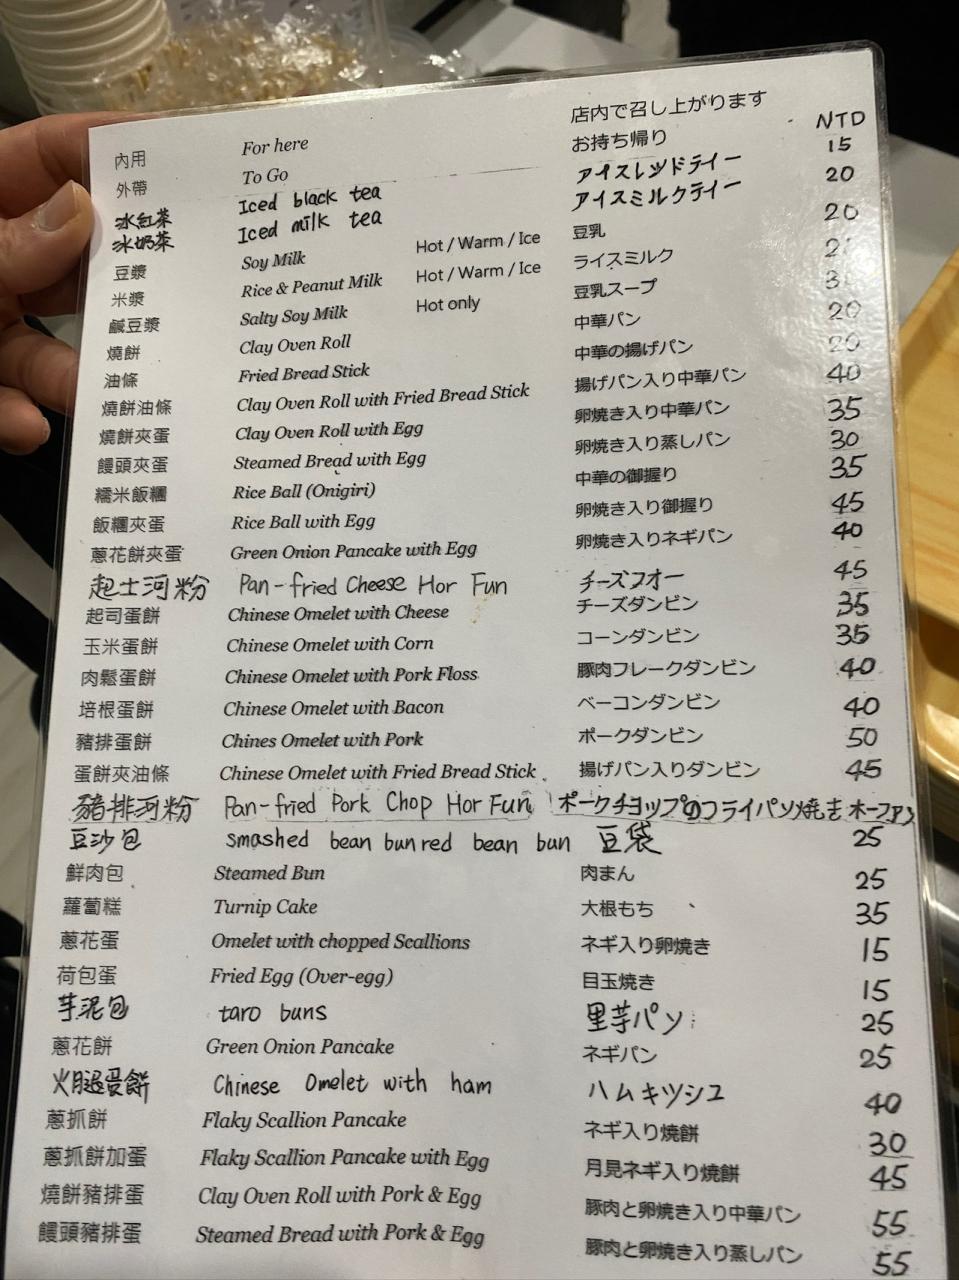 內用 For here 店内で召し上がります NTD
外帶 To Go お持ち帰り
冰紅茶 Iced black tea アイスレッドティー 15
冰奶茶 Iced milk tea アイスミルクティー 20
豆漿 Soy Milk Hot / Warm / Ice 豆乳 20
米漿 Rice & Peanut Milk Hot / Warm / Ice ライスミルク
鹹豆漿 Salty Soy Milk Hot only 豆乳スープ
燒餅 Clay Oven Roll 中華パン 20
油條 Fried Bread Stick 中華の揚げパン 20
燒餅油條 Clay Oven Roll with Fried Bread Stick 揚げパン入り中華パン 40
燒餅夾蛋 Clay Oven Roll with Egg 卵焼き入り中華パン 35
饅頭夾蛋 Steamed Bread with Egg 卵焼き入り蒸しパン 30
糯米飯糰 Rice Ball (Onigiri) 中華の御握り 35
飯糰夾蛋 Rice Ball with Egg 卵焼き入り御握り 45
蔥花餅夾蛋 Green Onion Pancake with Egg 卵焼き入りネギパン 40
起士河粉 Pan-fried Cheese Hor Fun チーズフォー 45
起司蛋餅 Chinese Omelet with Cheese チーズダンビン 35
玉米蛋餅 Chinese Omelet with Corn コーンダンビン 35
肉鬆蛋餅 Chinese Omelet with Pork Floss 豚肉フレークダンビン 40
培根蛋餅 Chinese Omelet with Bacon ベーコンダンビン 40
豬排蛋餅 Chines Omelet with Pork ポークダンビン 50
蛋餅夾油條 Chinese Omelet with Fried Bread Stick 揚げパン入りダンビン 45
豬排河粉 Pan-fried Pork Chop Hor Fun ポークチョップのフライパン焼き ホーファン
豆沙包 smashed bean bun red bean bun 豆袋 25
鮮肉包 Steamed Bun 肉まん 25
蘿蔔糕 Turnip Cake 大根もち 35
蔥花蛋 Omelet with chopped Scallions ネギ入り卵焼き 15
荷包蛋 Fried Egg (Over-egg) 目玉焼き 15
芋泥包 taro buns 里芋パン 25
蔥花餅 Green Onion Pancake ネギパン 25
火腿蛋餅 Chinese Omelet with ham ハムキッシュ 40
蔥抓餅 Flaky Scallion Pancake ネギ入り焼餅 30
蔥抓餅加蛋 Flaky Scallion Pancake with Egg 月見ネギ入り焼餅 45
燒餅豬排蛋 Clay Oven Roll with Pork & Egg 豚肉と卵焼き入り中華パン 55
饅頭豬排蛋 Steamed Bread with Pork & Egg 豚肉と卵焼き入り蒸しパン 55